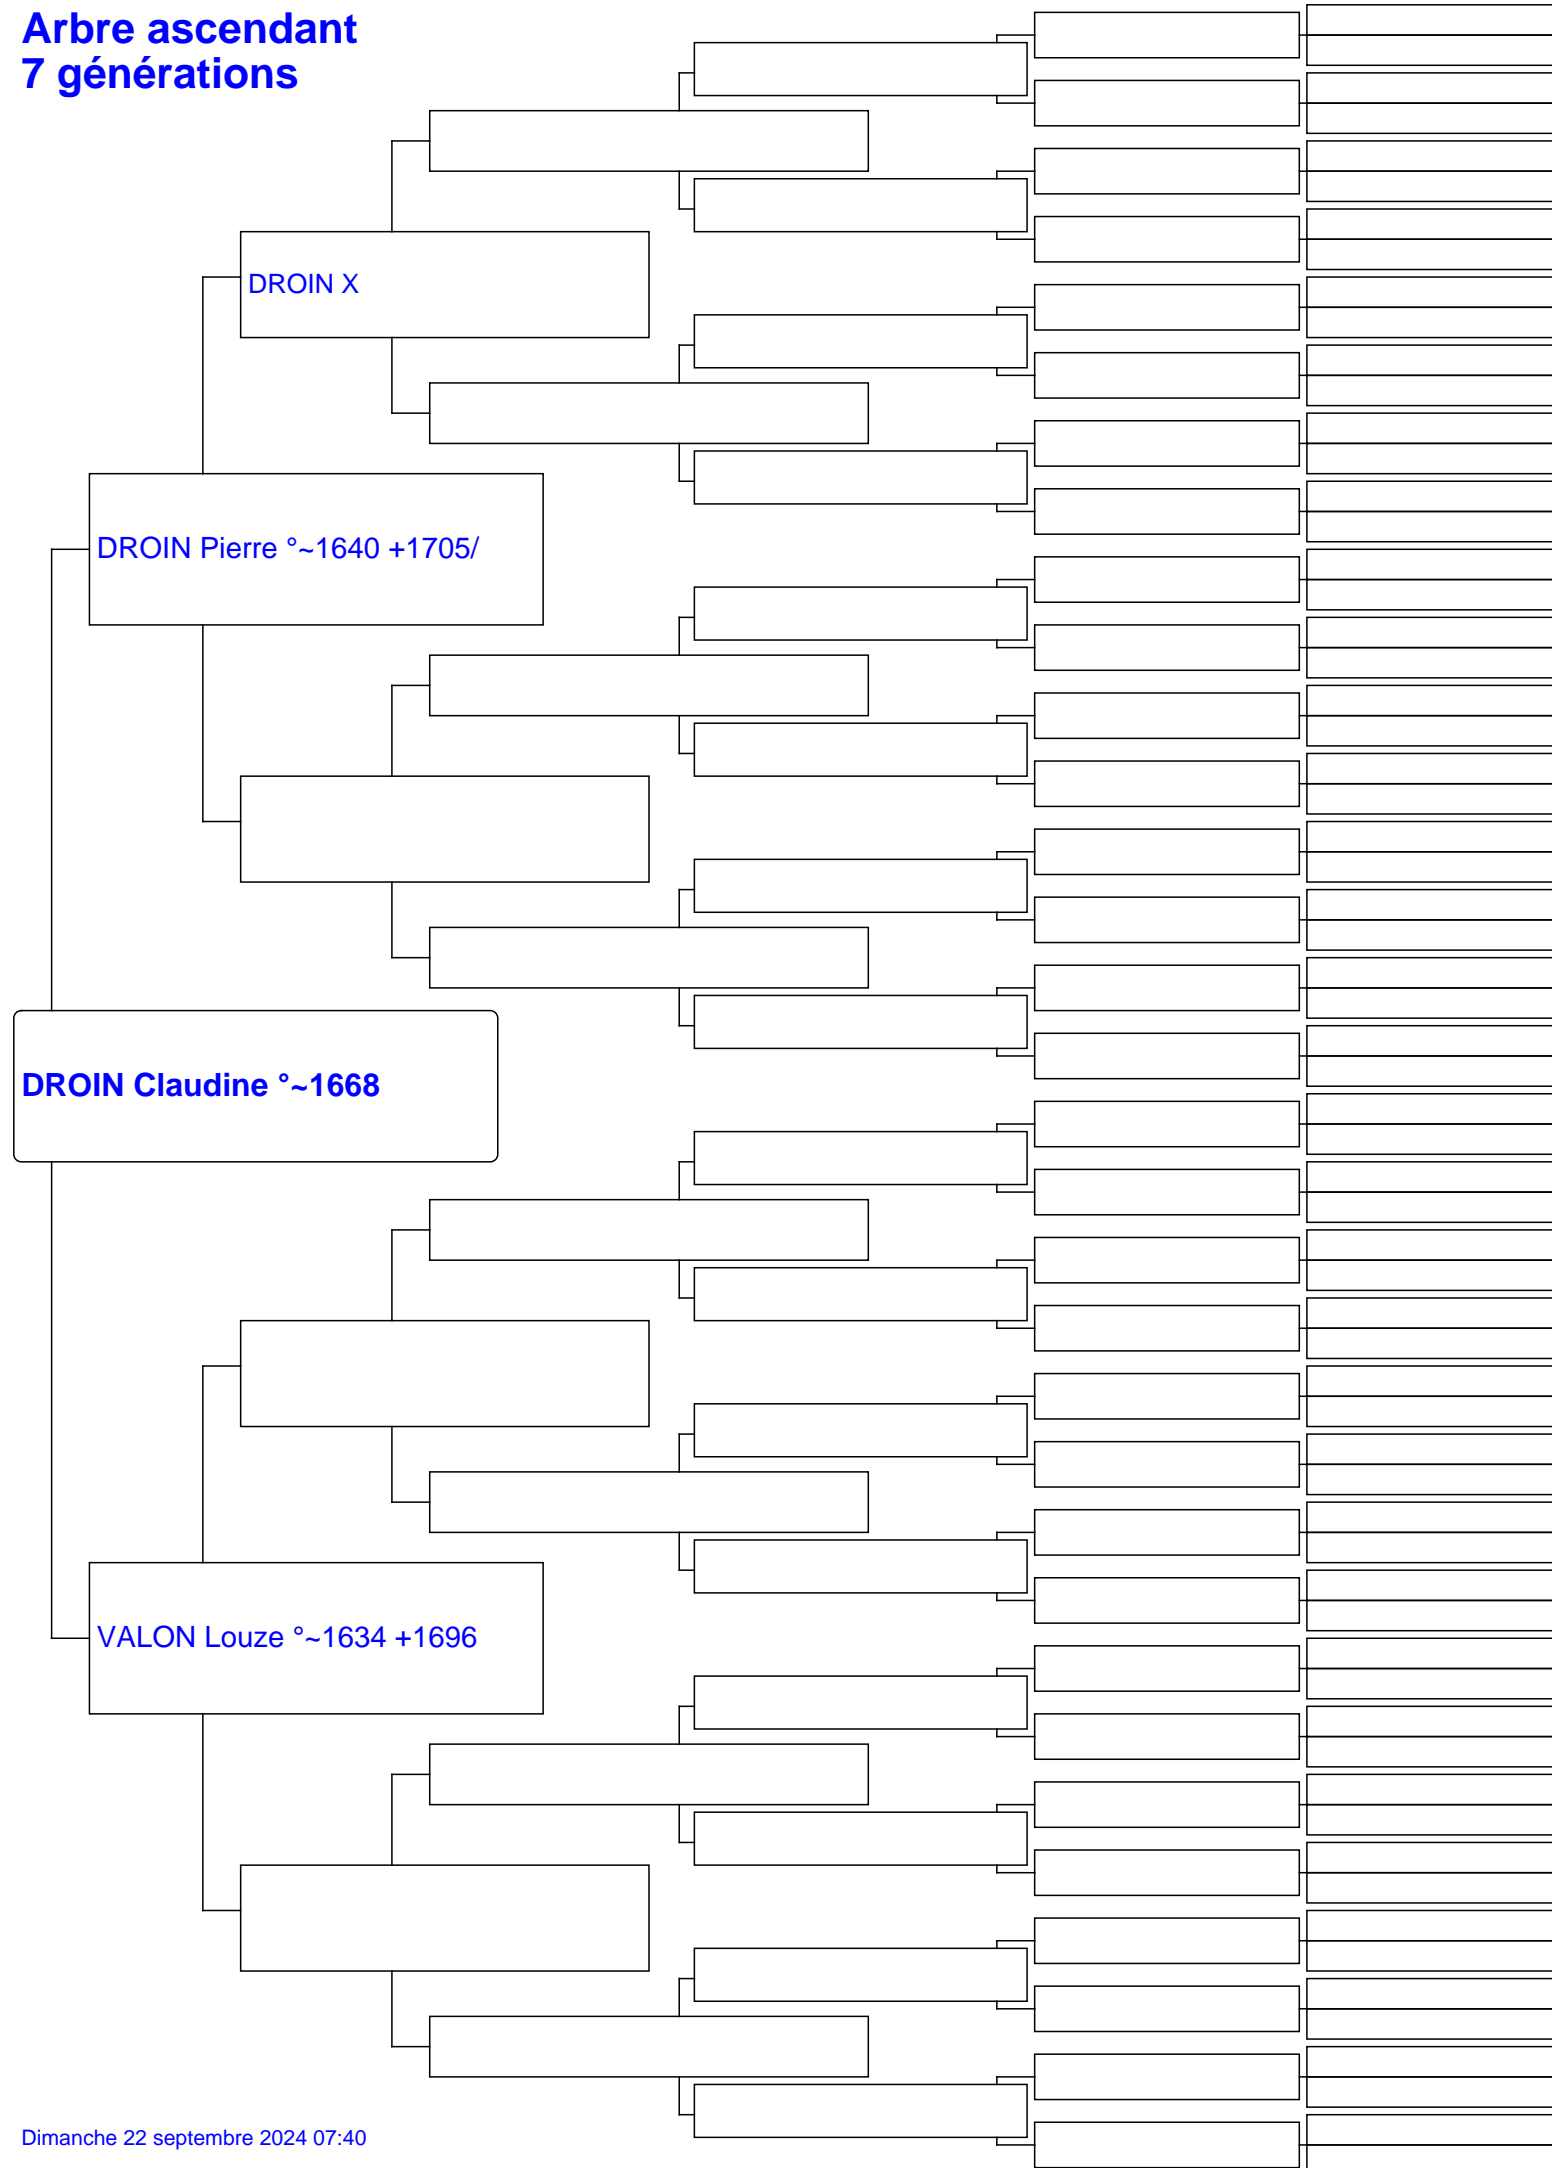 Arbre ascendant
7 générations
DROIN X
DROIN Pierre °~1640 +1705/
DROIN Claudine °~1668
VALON Louze °~1634 +1696
Dimanche 22 septembre 2024 07:40